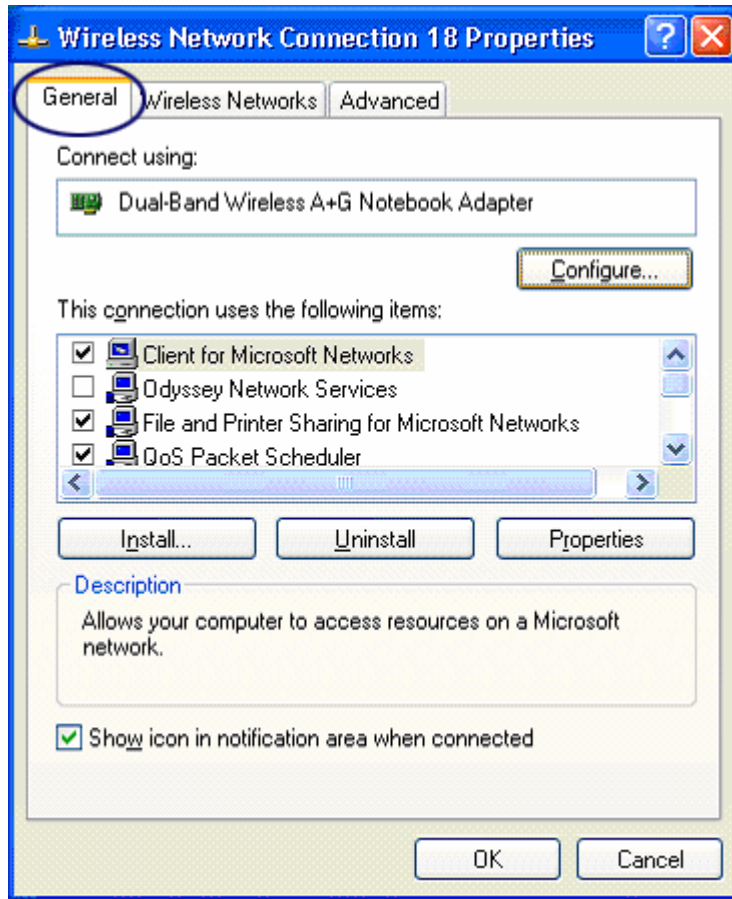 Wireless Network Connection 18 Properties
General Wireless Networks Advanced
Connect using:
Dual-Band Wireless A+G Notebook Adapter
Configure...
This connection uses the following items:
Client for Microsoft Networks
Odyssey Network Services
File and Printer Sharing for Microsoft Networks
QoS Packet Scheduler
Install... Uninstall Properties
Description
Allows your computer to access resources on a Microsoft
network.
Show icon in notification area when connected
OK Cancel